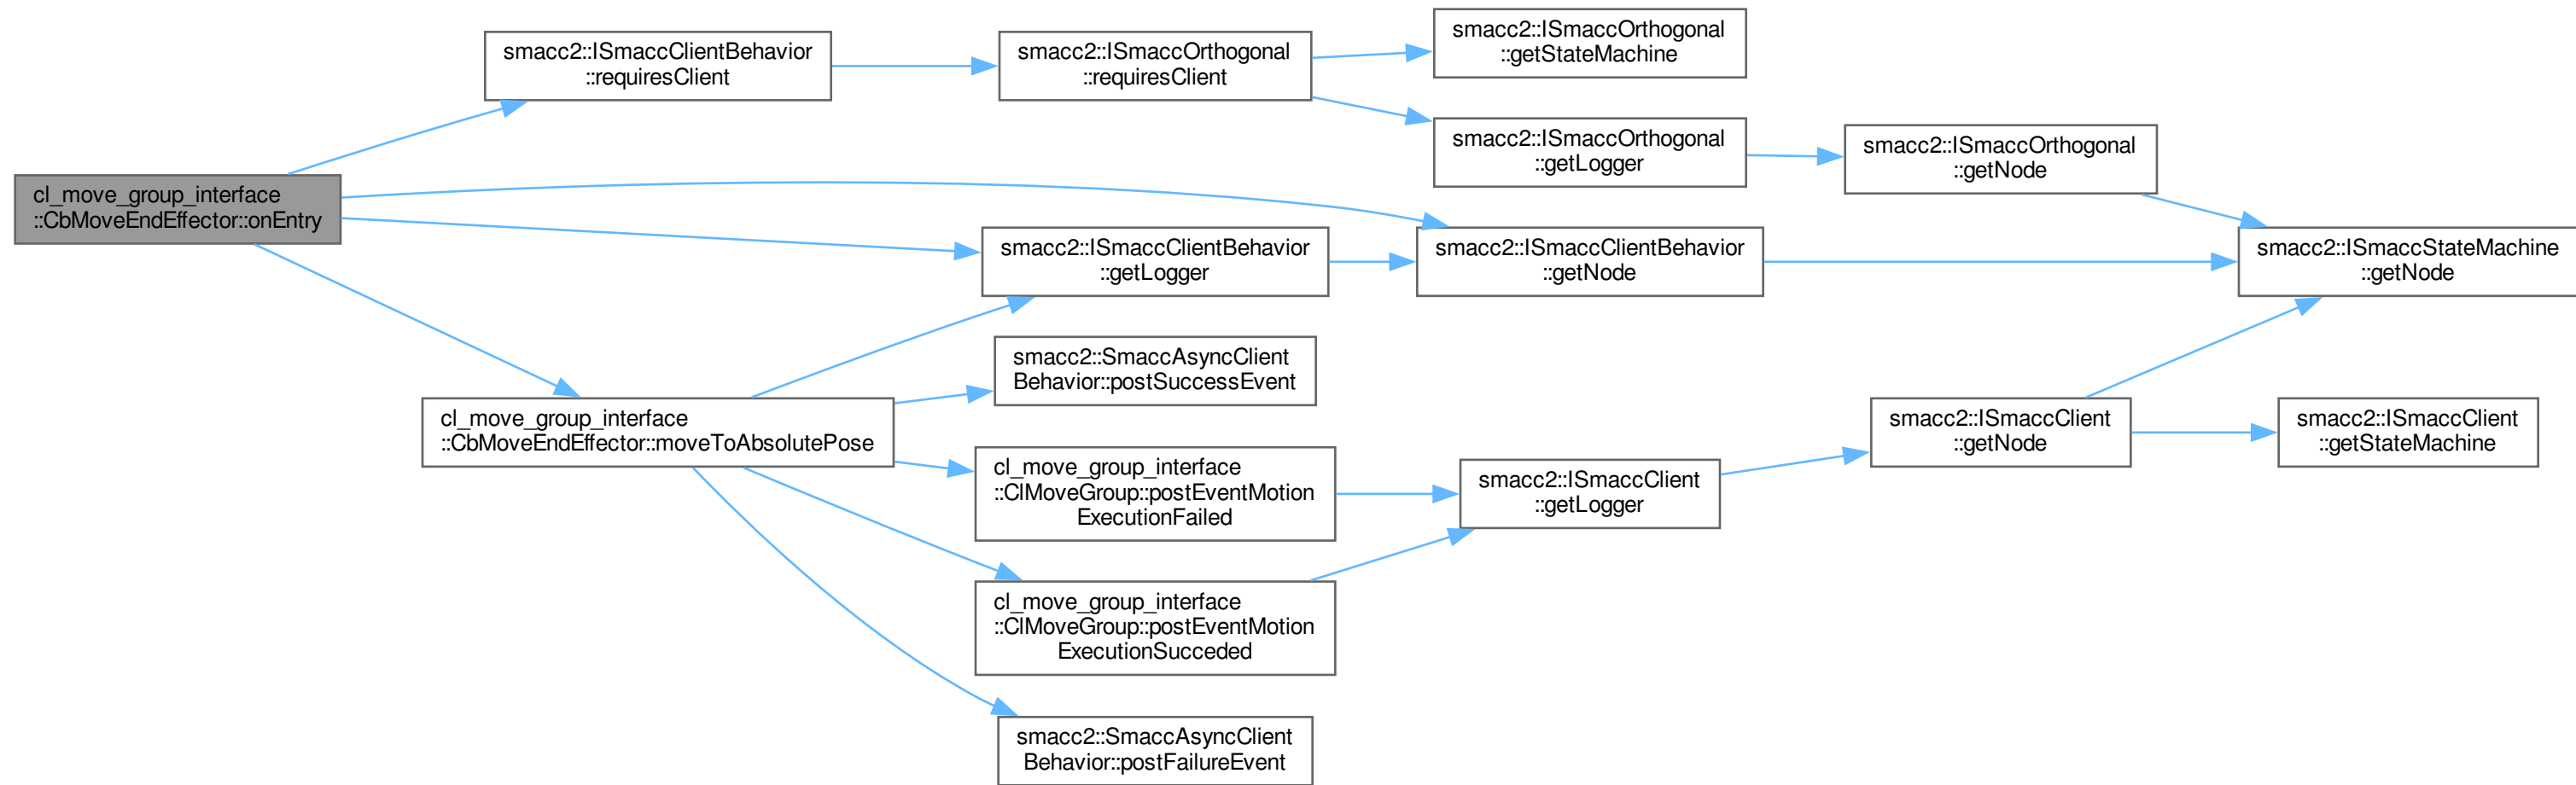 cl_move_group_interface
::CbMoveEndEffector::onEntry
smacc2::ISmaccClientBehavior
::requiresClient
smacc2::ISmaccOrthogonal
::requiresClient
smacc2::ISmaccOrthogonal
::getStateMachine
smacc2::ISmaccOrthogonal
::getLogger
smacc2::ISmaccOrthogonal
::getNode
smacc2::ISmaccStateMachine
::getNode
smacc2::ISmaccClientBehavior
::getLogger
smacc2::ISmaccClientBehavior
::getNode
cl_move_group_interface
::CbMoveEndEffector::moveToAbsolutePose
smacc2::SmaccAsyncClient
Behavior::postSuccessEvent
cl_move_group_interface
::ClMoveGroup::postEventMotion
ExecutionFailed
smacc2::ISmaccClient
::getLogger
smacc2::ISmaccClient
::getNode
smacc2::ISmaccClient
::getStateMachine
cl_move_group_interface
::ClMoveGroup::postEventMotion
ExecutionSucceded
smacc2::SmaccAsyncClient
Behavior::postFailureEvent